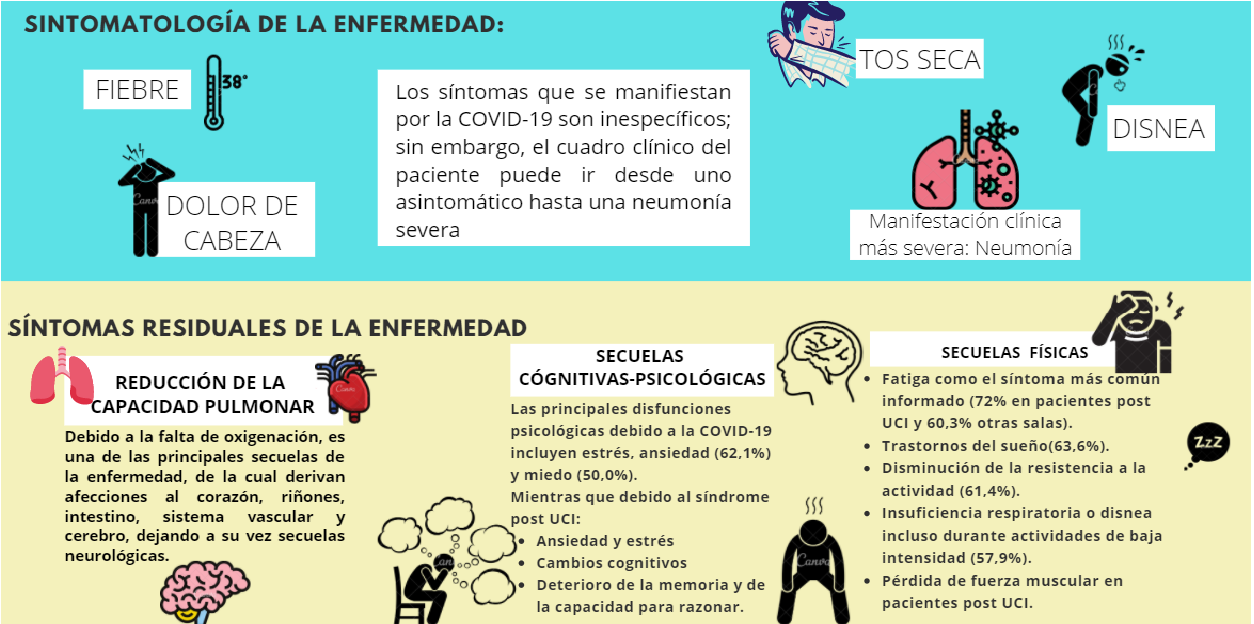 SINTOMATOLOGÍA DE LA ENFERMEDAD:
FIEBRE
38°
DOLOR DE
CABEZA
Los síntomas que se manifiestan
por la COVID-19 son inespecíficos;
sin embargo, el cuadro clínico del
paciente puede ir desde uno
asintomático hasta una neumonía
severa
TOS SECA
DISNEA
Manifestación clínica
más severa: Neumonía
SÍNTOMAS RESIDUALES DE LA ENFERMEDAD
REDUCCIÓN DE LA
CAPACIDAD PULMONAR
Debido a la falta de oxigenación, es
una de las principales secuelas de
la enfermedad, de la cual derivan
afecciones al corazón, riñones,
intestino, sistema vascular y
cerebro, dejando a su vez secuelas
neurológicas.
SECUELAS
CÓGNITIVAS-PSICOLÓGICAS
Las principales disfunciones
psicológicas debido a la COVID-19
incluyen estrés, ansiedad (62,1%)
y miedo (50,0%).
Mientras que debido al síndrome
post UCI:
• Ansiedad y estrés
• Cambios cognitivos
• Deterioro de la memoria y de
la capacidad para razonar.
SECUELAS FÍSICAS
• Fatiga como el síntoma más común
informado (72% en pacientes post
UCI y 60,3% otras salas).
• Trastornos del sueño(63,6%).
• Disminución de la resistencia a la
actividad (61,4%).
• Insuficiencia respiratoria o disnea
incluso durante actividades de baja
intensidad (57,9%).
• Pérdida de fuerza muscular en
pacientes post UCI.
ZzZ
Canva